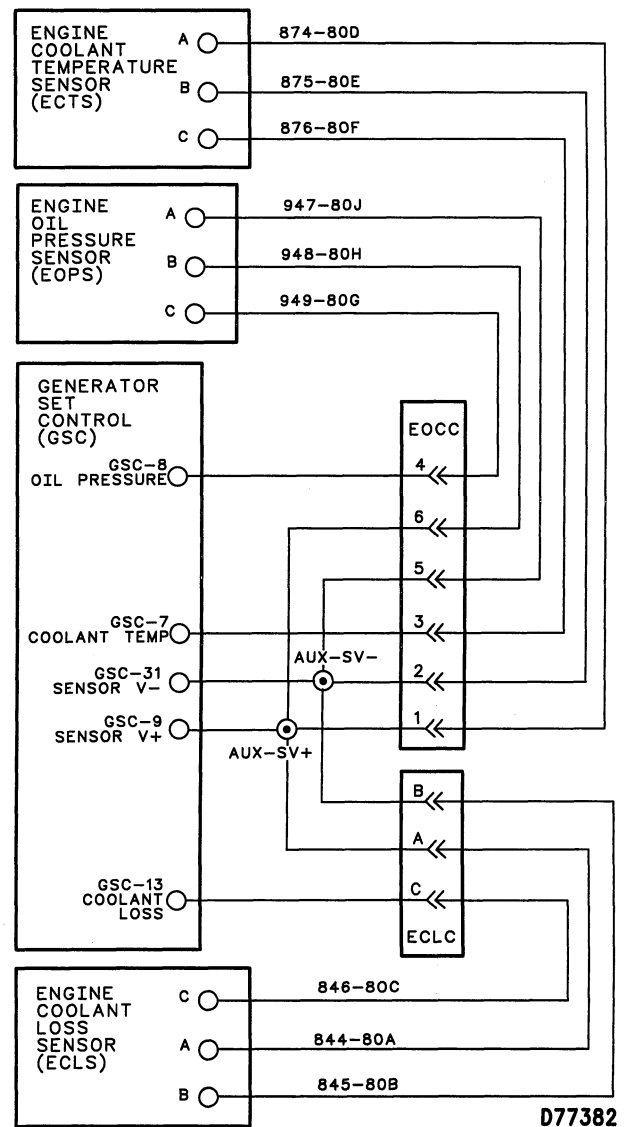 ENGINE
COOLANT
TEMPERATURE
SENSOR
(ECTS)
A
874-80D
B
875-80E
C
876-80F
ENGINE
OIL
PRESSURE
SENSOR
(EOPS)
A
947-80J
B
948-80H
C
949-80G
GENERATOR
SET
CONTROL
(GSC)
EOCC
GSC-8
OIL PRESSURE
4
6
5
GSC-7
COOLANT TEMP
3
AUX-SV-
GSC-31
SENSOR V-
2
GSC-9
SENSOR V+
1
AUX-SV+
B
A
GSC-13
COOLANT
LOSS
C
ECLC
ENGINE
COOLANT
LOSS
SENSOR
(ECLS)
C
846-80C
A
844-80A
B
845-80B
D77382